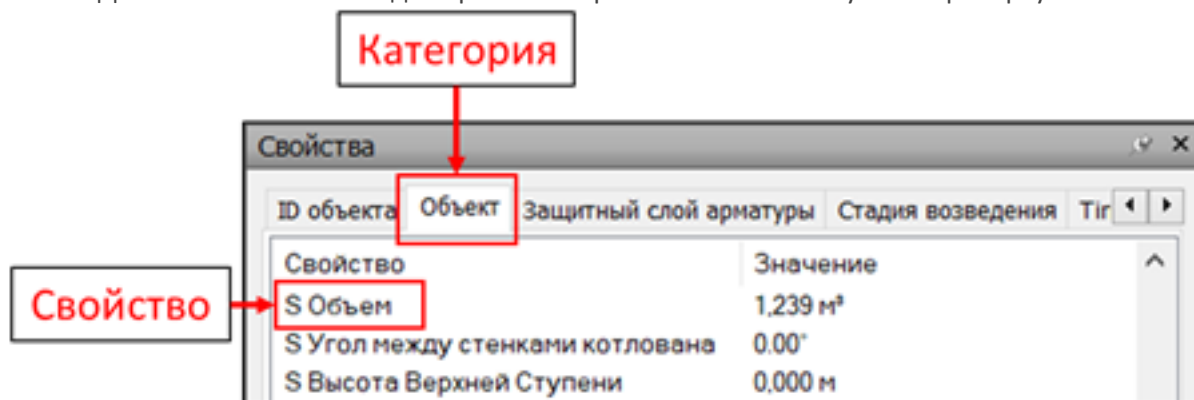 Категория
Свойства
ID объекта Объект Защитный слой арматуры Стадия возведения Tim
Свойство Значение
Свойство
S Объем 1,239 м³
S Угол между стенками котлована 0.00°
S Высота Верхней Ступени 0,000 м